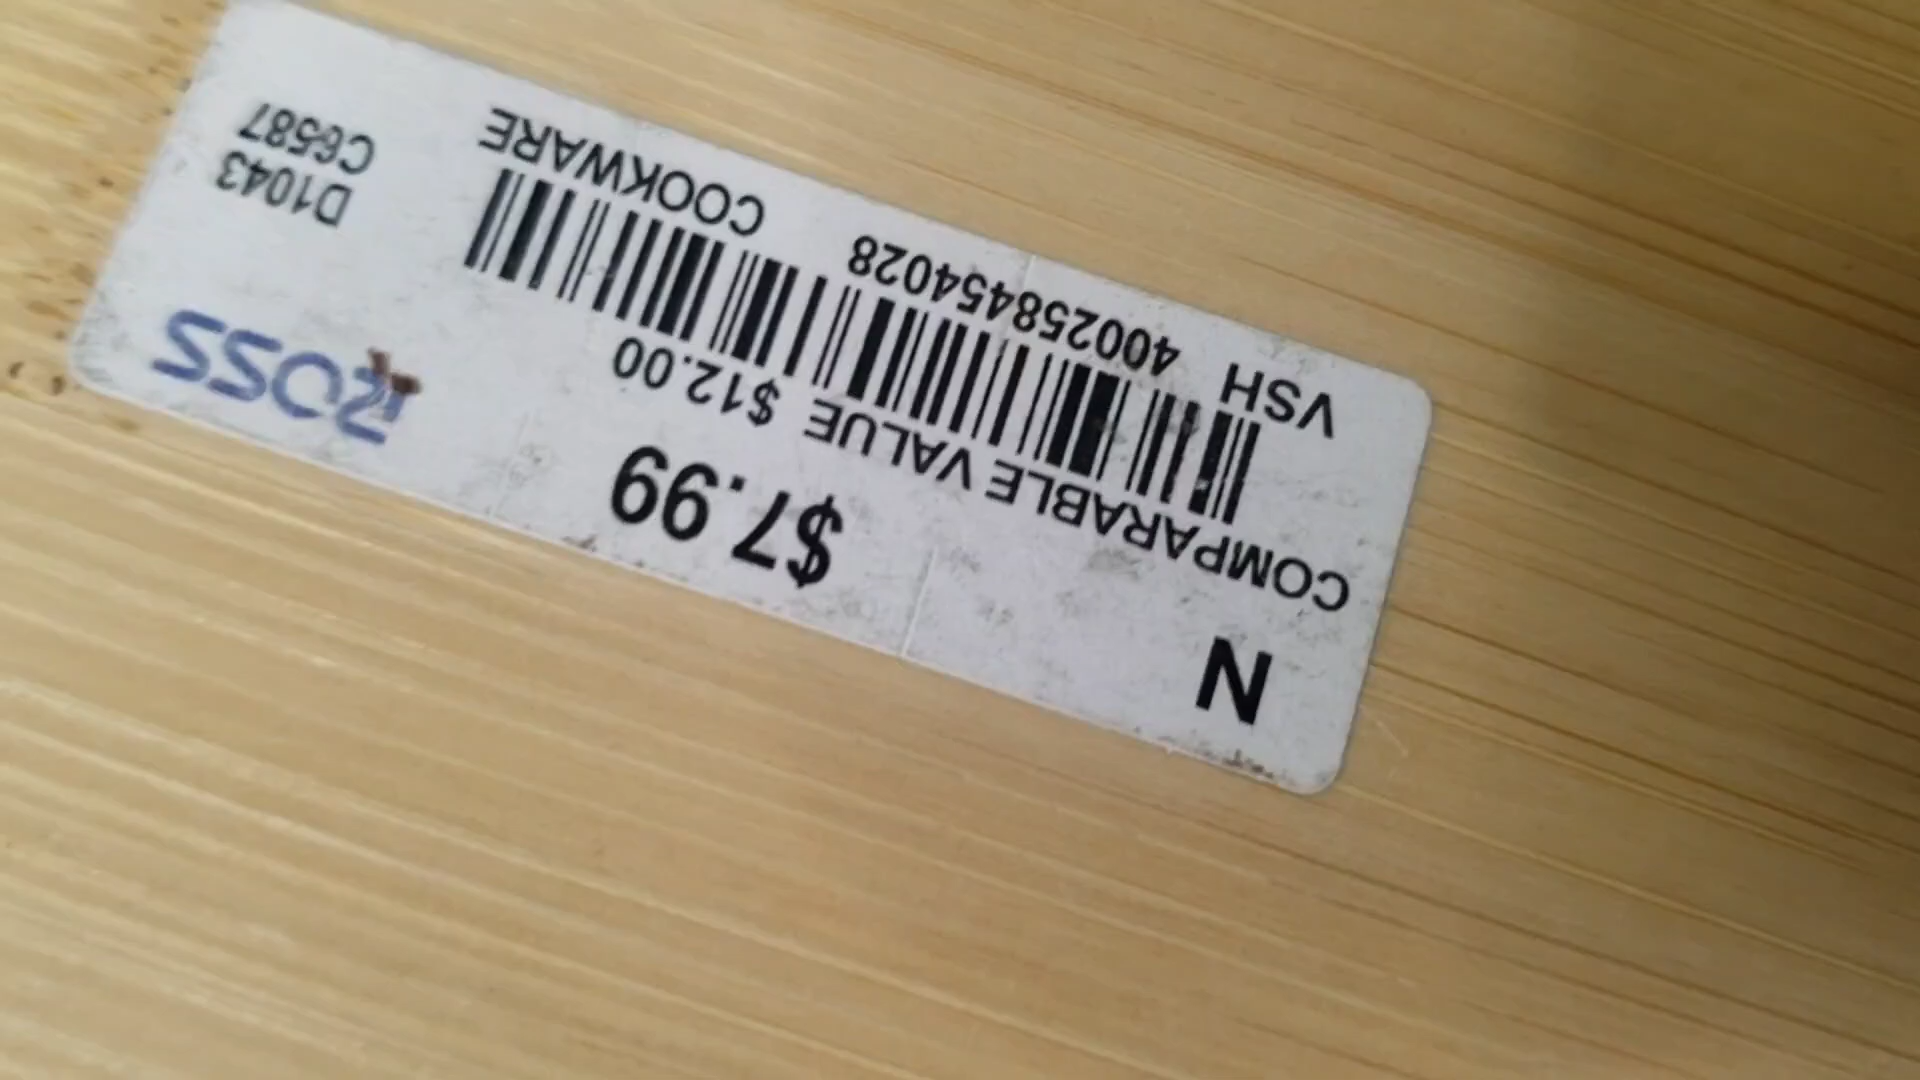 ROSS
D1043
C6587
COOKWARE
400258454028
VSH
COMPARABLE VALUE $12.00
$7.99
N